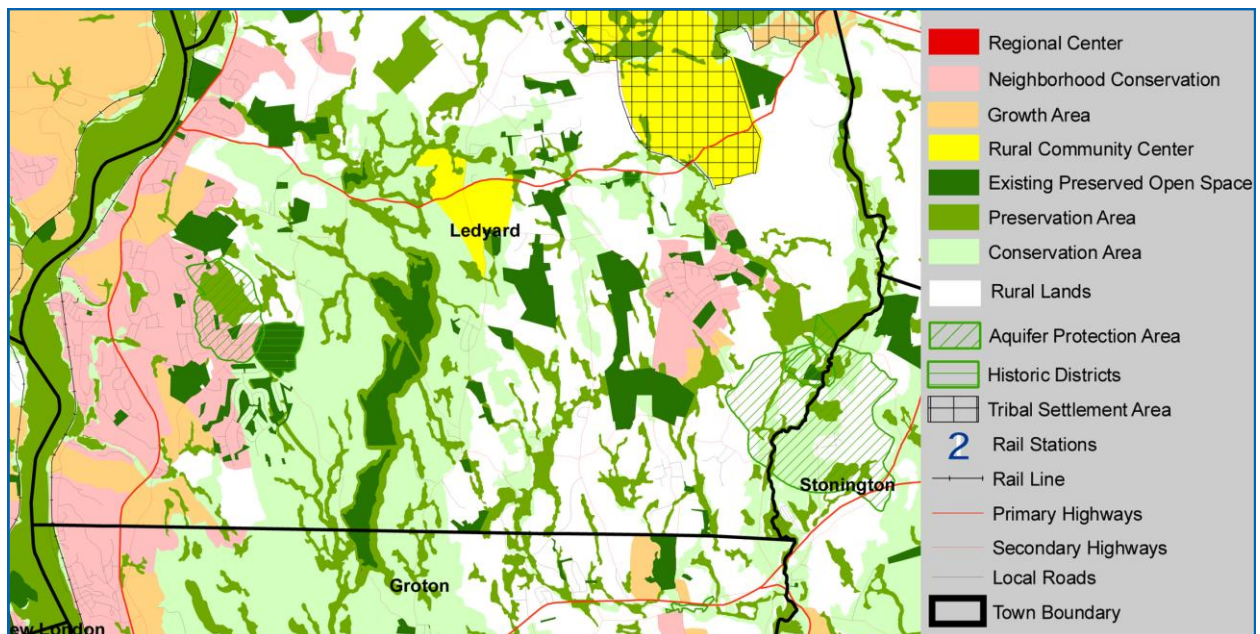 Ledyard
Stonington
Groton
ew London
Regional Center
Neighborhood Conservation
Growth Area
Rural Community Center
Existing Preserved Open Space
Preservation Area
Conservation Area
Rural Lands
Aquifer Protection Area
Historic Districts
Tribal Settlement Area
2 Rail Stations
Rail Line
Primary Highways
Secondary Highways
Local Roads
Town Boundary